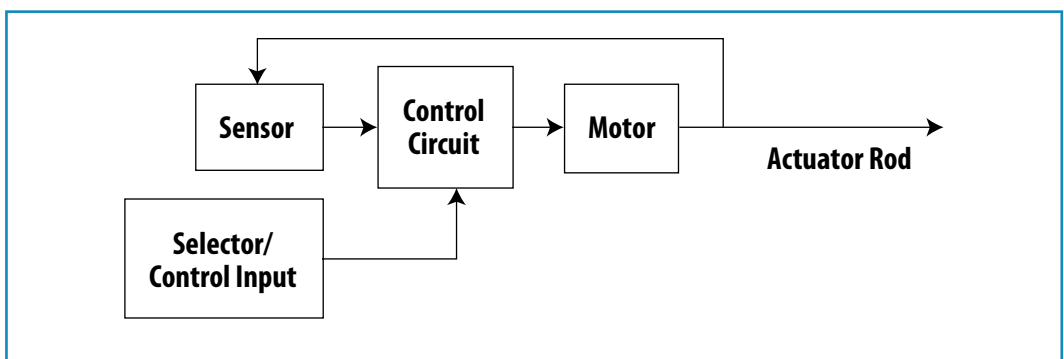 Sensor
Control
Circuit
Motor
Actuator Rod
Selector/
Control Input